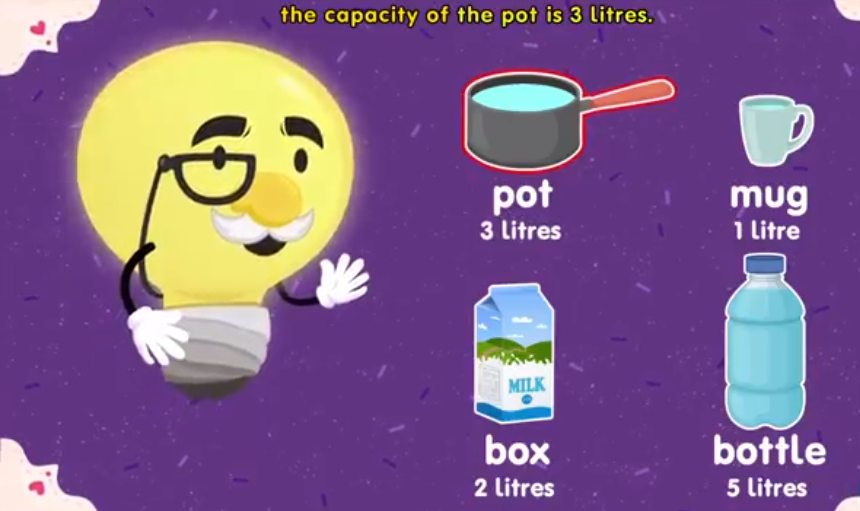 the capacity of the pot is 3 litres.
pot
3 litres
mug
1 litre
MILK
box
2 litres
bottle
5 litres